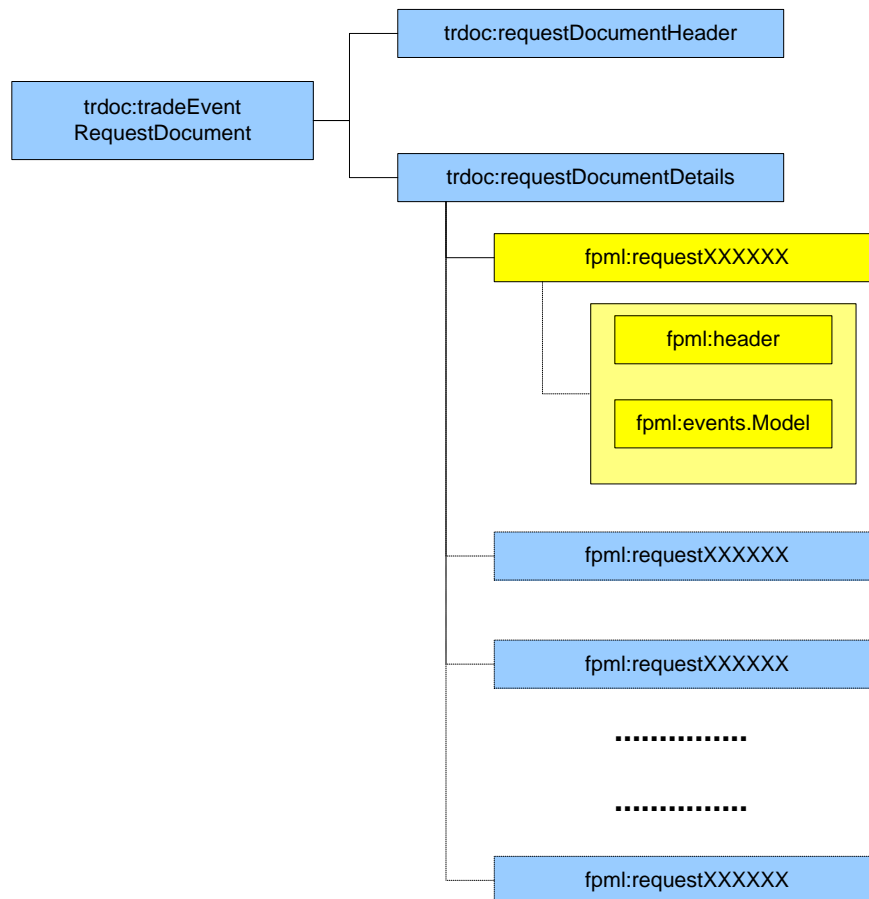 trdoc:requestDocumentHeader
trdoc:tradeEvent
RequestDocument
trdoc:requestDocumentDetails
fpml:requestXXXXXX
fpml:header
fpml:events.Model
fpml:requestXXXXXX
fpml:requestXXXXXX
...............
...............
fpml:requestXXXXXX